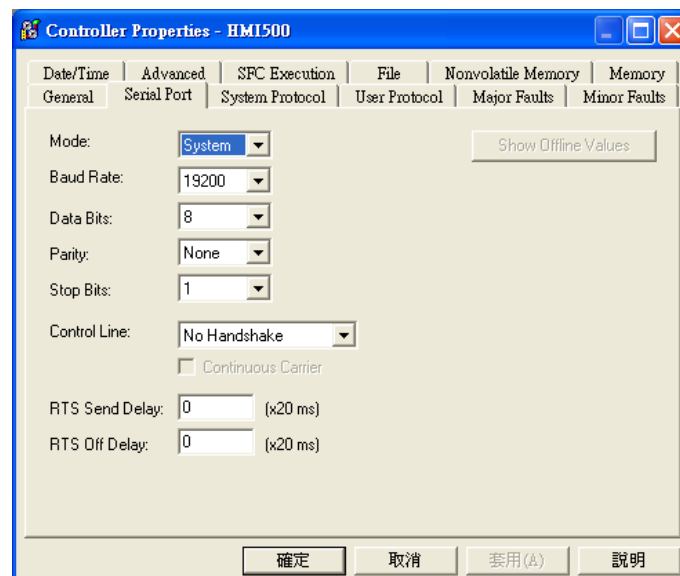 Controller Properties - HMI500
Date/Time Advanced SFC Execution File Nonvolatile Memory Memory
General Serial Port System Protocol User Protocol Major Faults Minor Faults
Mode: System Show Offline Values
Baud Rate: 19200
Data Bits: 8
Parity: None
Stop Bits: 1
Control Line: No Handshake
Continuous Carrier
RTS Send Delay: 0 (x20 ms)
RTS Off Delay: 0 (x20 ms)
確定 取消 套用(A) 說明